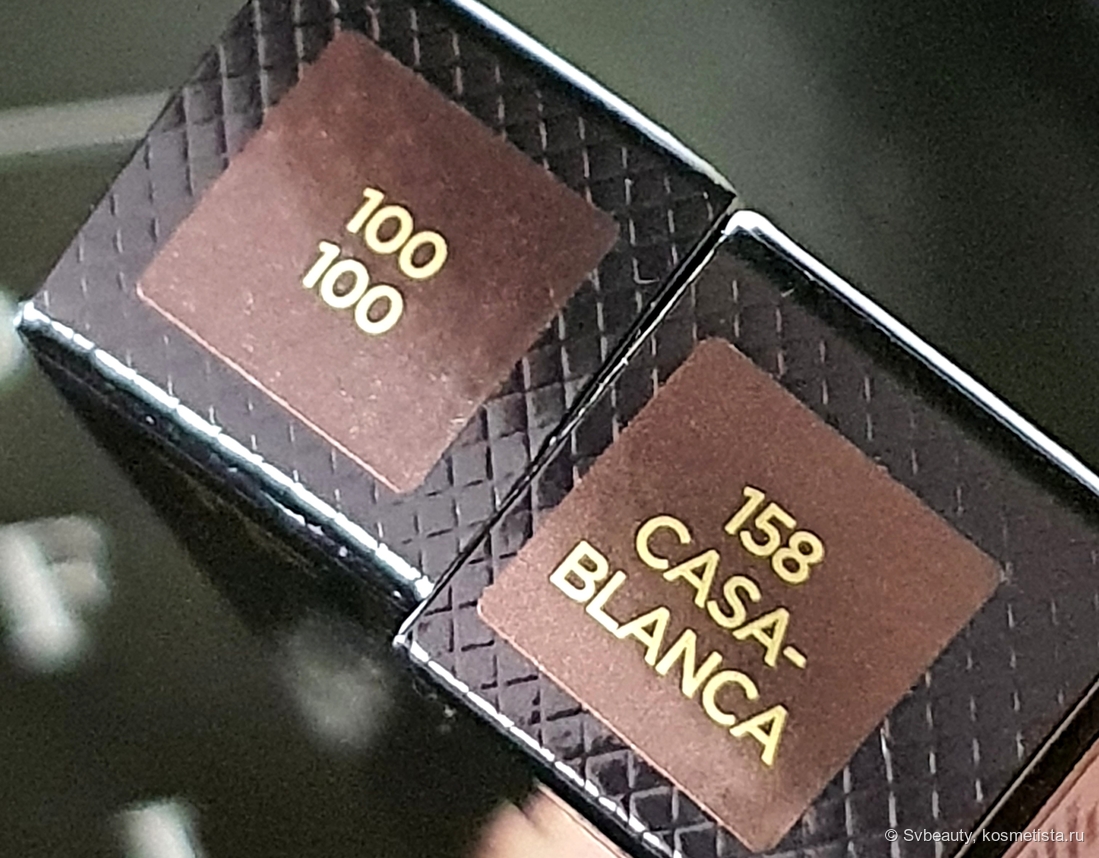 100
100
158
CASA-
BLANCA
© Svbeauty, kosmetista.ru